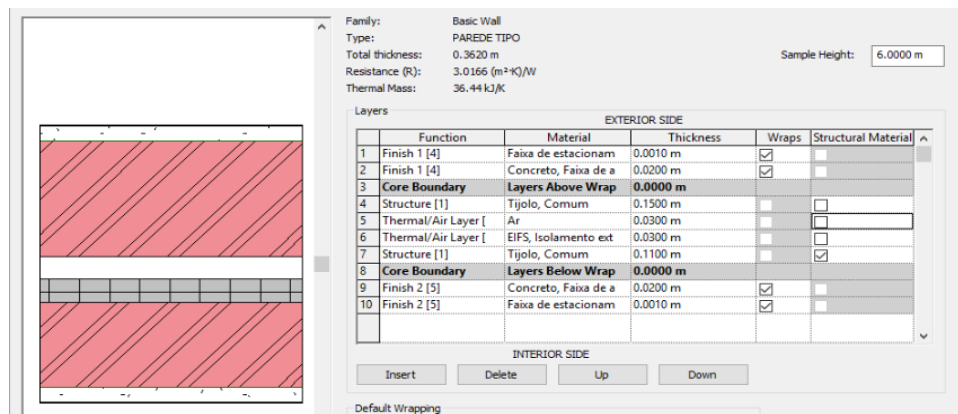 Family: Basic Wall
Type: PAREDE TIPO
Total thickness: 0.3620 m Sample Height: 6.0000 m
Resistance (R): 3.0166 (m²·K)/W
Thermal Mass: 36.44 kJ/K
Layers
EXTERIOR SIDE
Function Material Thickness Wraps Structural Material
1 Finish 1 [4] Faixa de estacionam 0.0010 m
2 Finish 1 [4] Concreto, Faixa de a 0.0200 m
3 Core Boundary Layers Above Wrap 0.0000 m
4 Structure [1] Tijolo, Comum 0.1500 m
5 Thermal/Air Layer [ Ar 0.0300 m
6 Thermal/Air Layer [ EIFS, Isolamento ext 0.0300 m
7 Structure [1] Tijolo, Comum 0.1100 m
8 Core Boundary Layers Below Wrap 0.0000 m
9 Finish 2 [5] Concreto, Faixa de a 0.0200 m
10 Finish 2 [5] Faixa de estacionam 0.0010 m
INTERIOR SIDE
Insert Delete Up Down
Default Wrapping